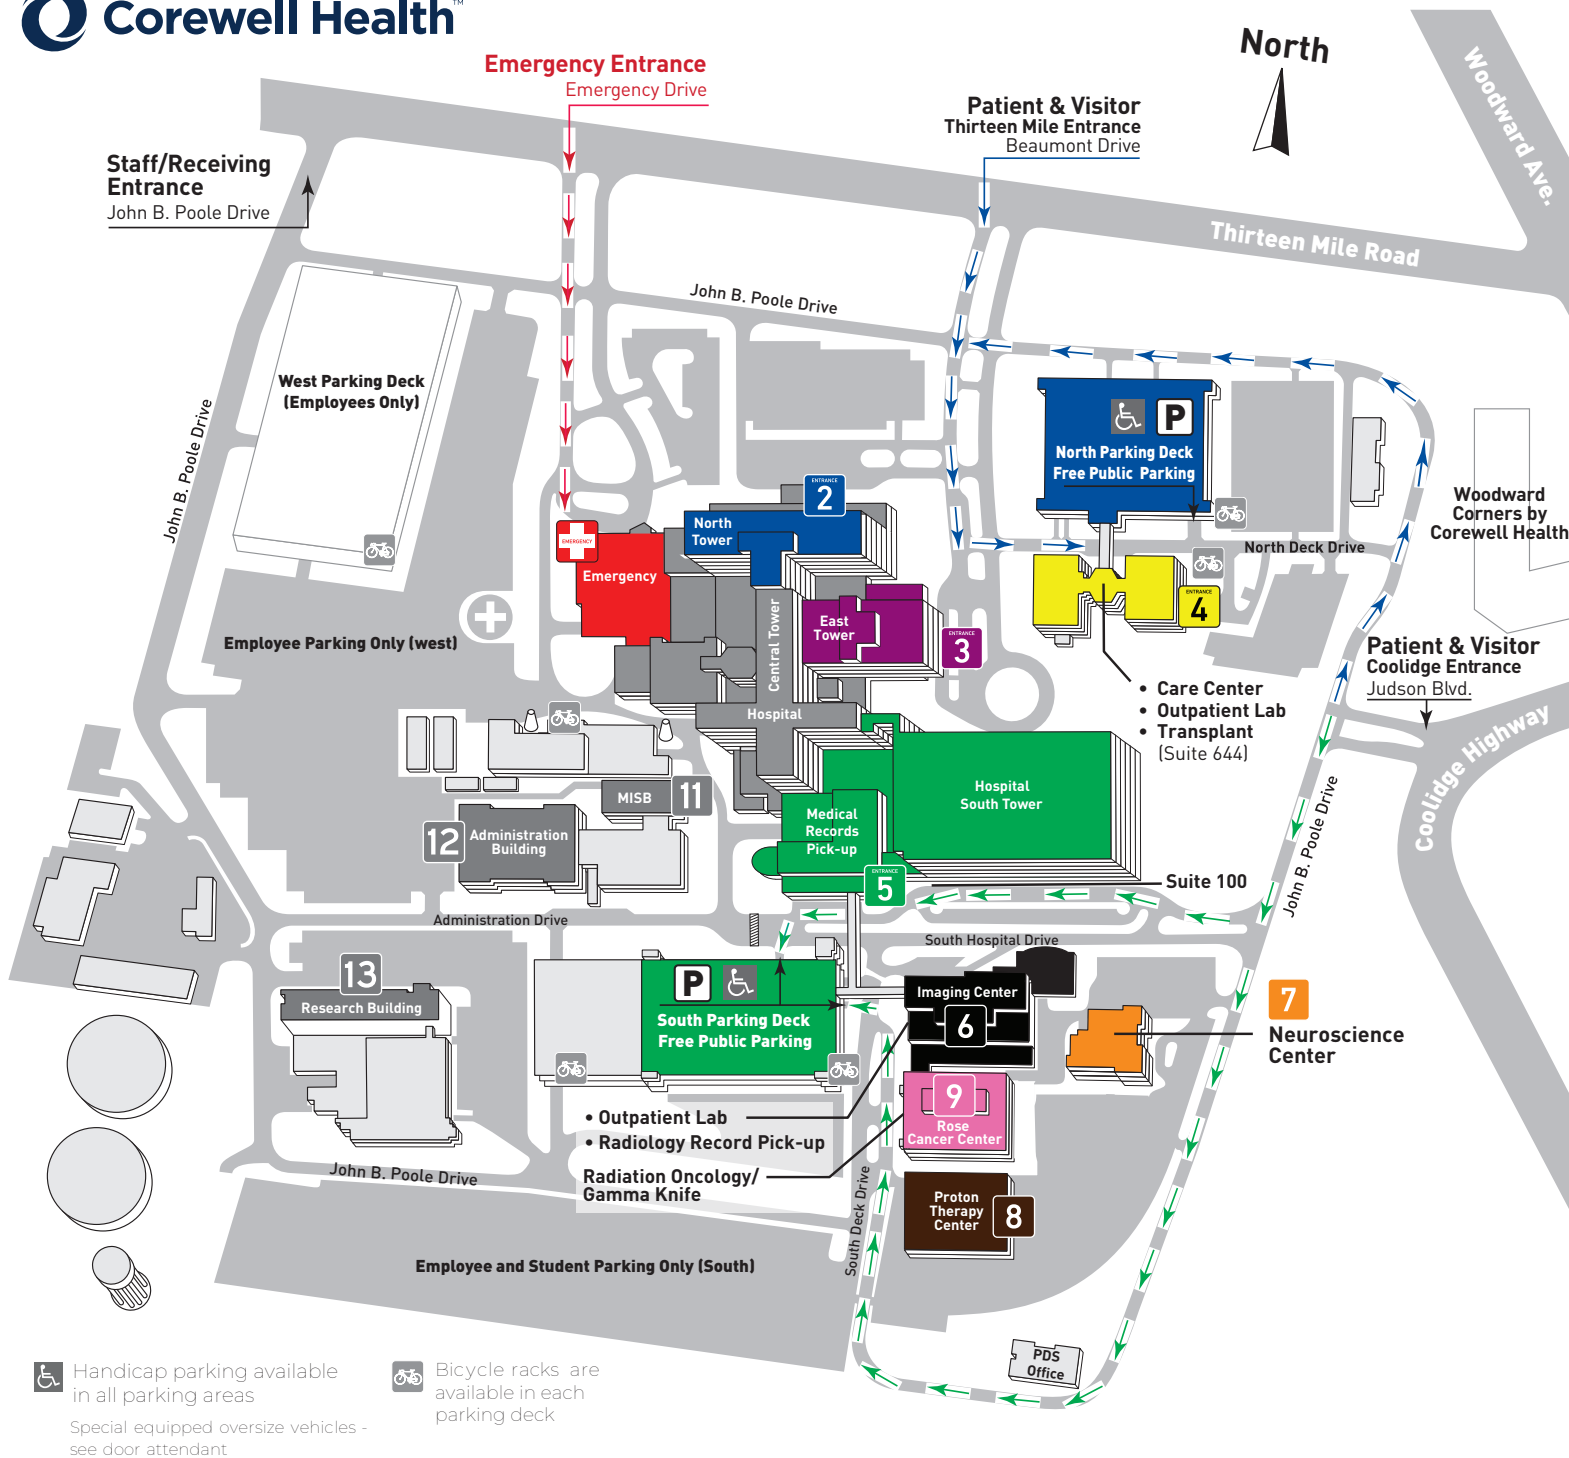 Corewell Health™
North
Woodward Ave.
Emergency Entrance
Emergency Drive
Patient & Visitor
Thirteen Mile Entrance
Beaumont Drive
Staff/Receiving
Entrance
John B. Poole Drive
Thirteen Mile Road
John B. Poole Drive
West Parking Deck
(Employees Only)
John B. Poole Drive
P
North Parking Deck
Free Public Parking
ENTRANCE
2
North
Tower
Woodward
Corners by
Corewell Health
EMERGENCY
Emergency
North Deck Drive
ENTRANCE
4
East
Tower
ENTRANCE
3
Central Tower
Employee Parking Only (west)
Patient & Visitor
Coolidge Entrance
Judson Blvd.
• Care Center
• Outpatient Lab
• Transplant
(Suite 644)
Hospital
Coolidge Highway
Hospital
South Tower
MISB
11
Medical
Records
Pick-up
12
Administration
Building
John B. Poole Drive
ENTRANCE
5
Suite 100
Administration Drive
South Hospital Drive
13
Research Building
P
South Parking Deck
Free Public Parking
Imaging Center
6
7
Neuroscience
Center
9
Rose
Cancer Center
• Outpatient Lab
• Radiology Record Pick-up
Radiation Oncology/
Gamma Knife
John B. Poole Drive
South Deck Drive
Proton
Therapy
Center
8
Employee and Student Parking Only (South)
PDS
Office
Handicap parking available
in all parking areas
Special equipped oversize vehicles -
see door attendant
Bicycle racks are
available in each
parking deck